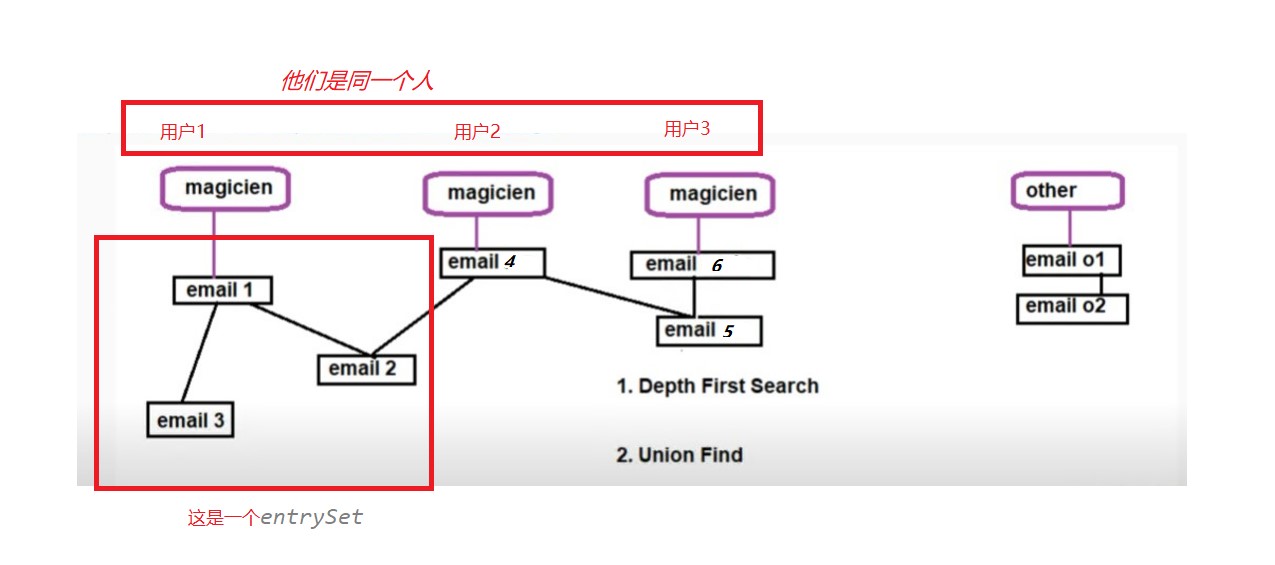 他们是同一个人
用户1
用户2
用户3
magicien
magicien
magicien
other
email 1
email 4
email 6
email o1
email 5
email o2
email 2
email 3
1. Depth First Search
2. Union Find
这是一个entrySet